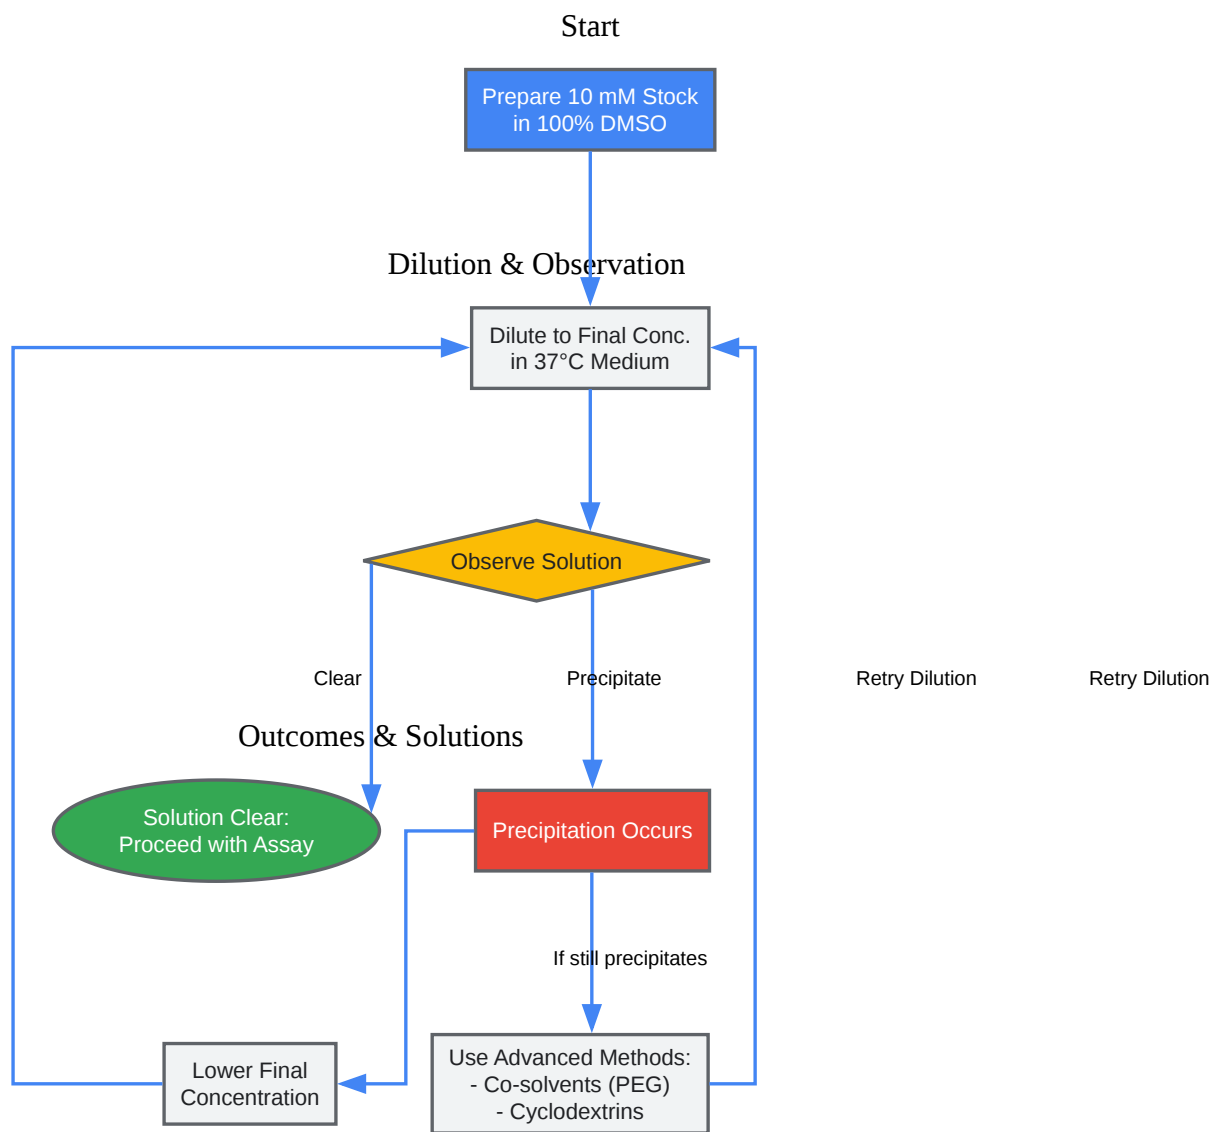 Start
Prepare 10 mM Stock
in 100% DMSO
Dilution & Observation
Dilute to Final Conc.
in 37°C Medium
Observe Solution
Clear
Precipitate
Retry Dilution
Retry Dilution
Outcomes & Solutions
Solution Clear:
Proceed with Assay
Precipitation Occurs
If still precipitates
Lower Final
Concentration
Use Advanced Methods:
- Co-solvents (PEG)
- Cyclodextrins